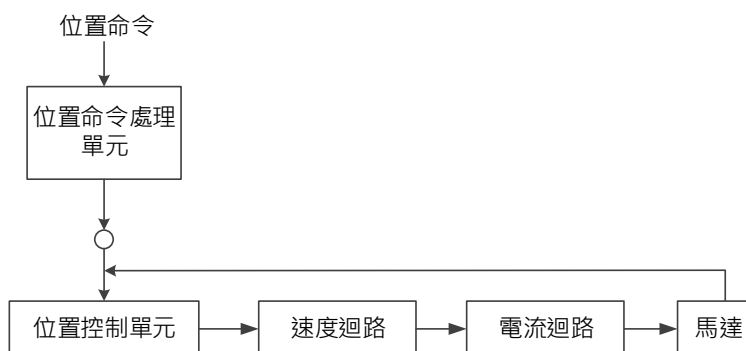 位置命令
位置命令處理
單元
位置控制單元
速度迴路
電流迴路
馬達